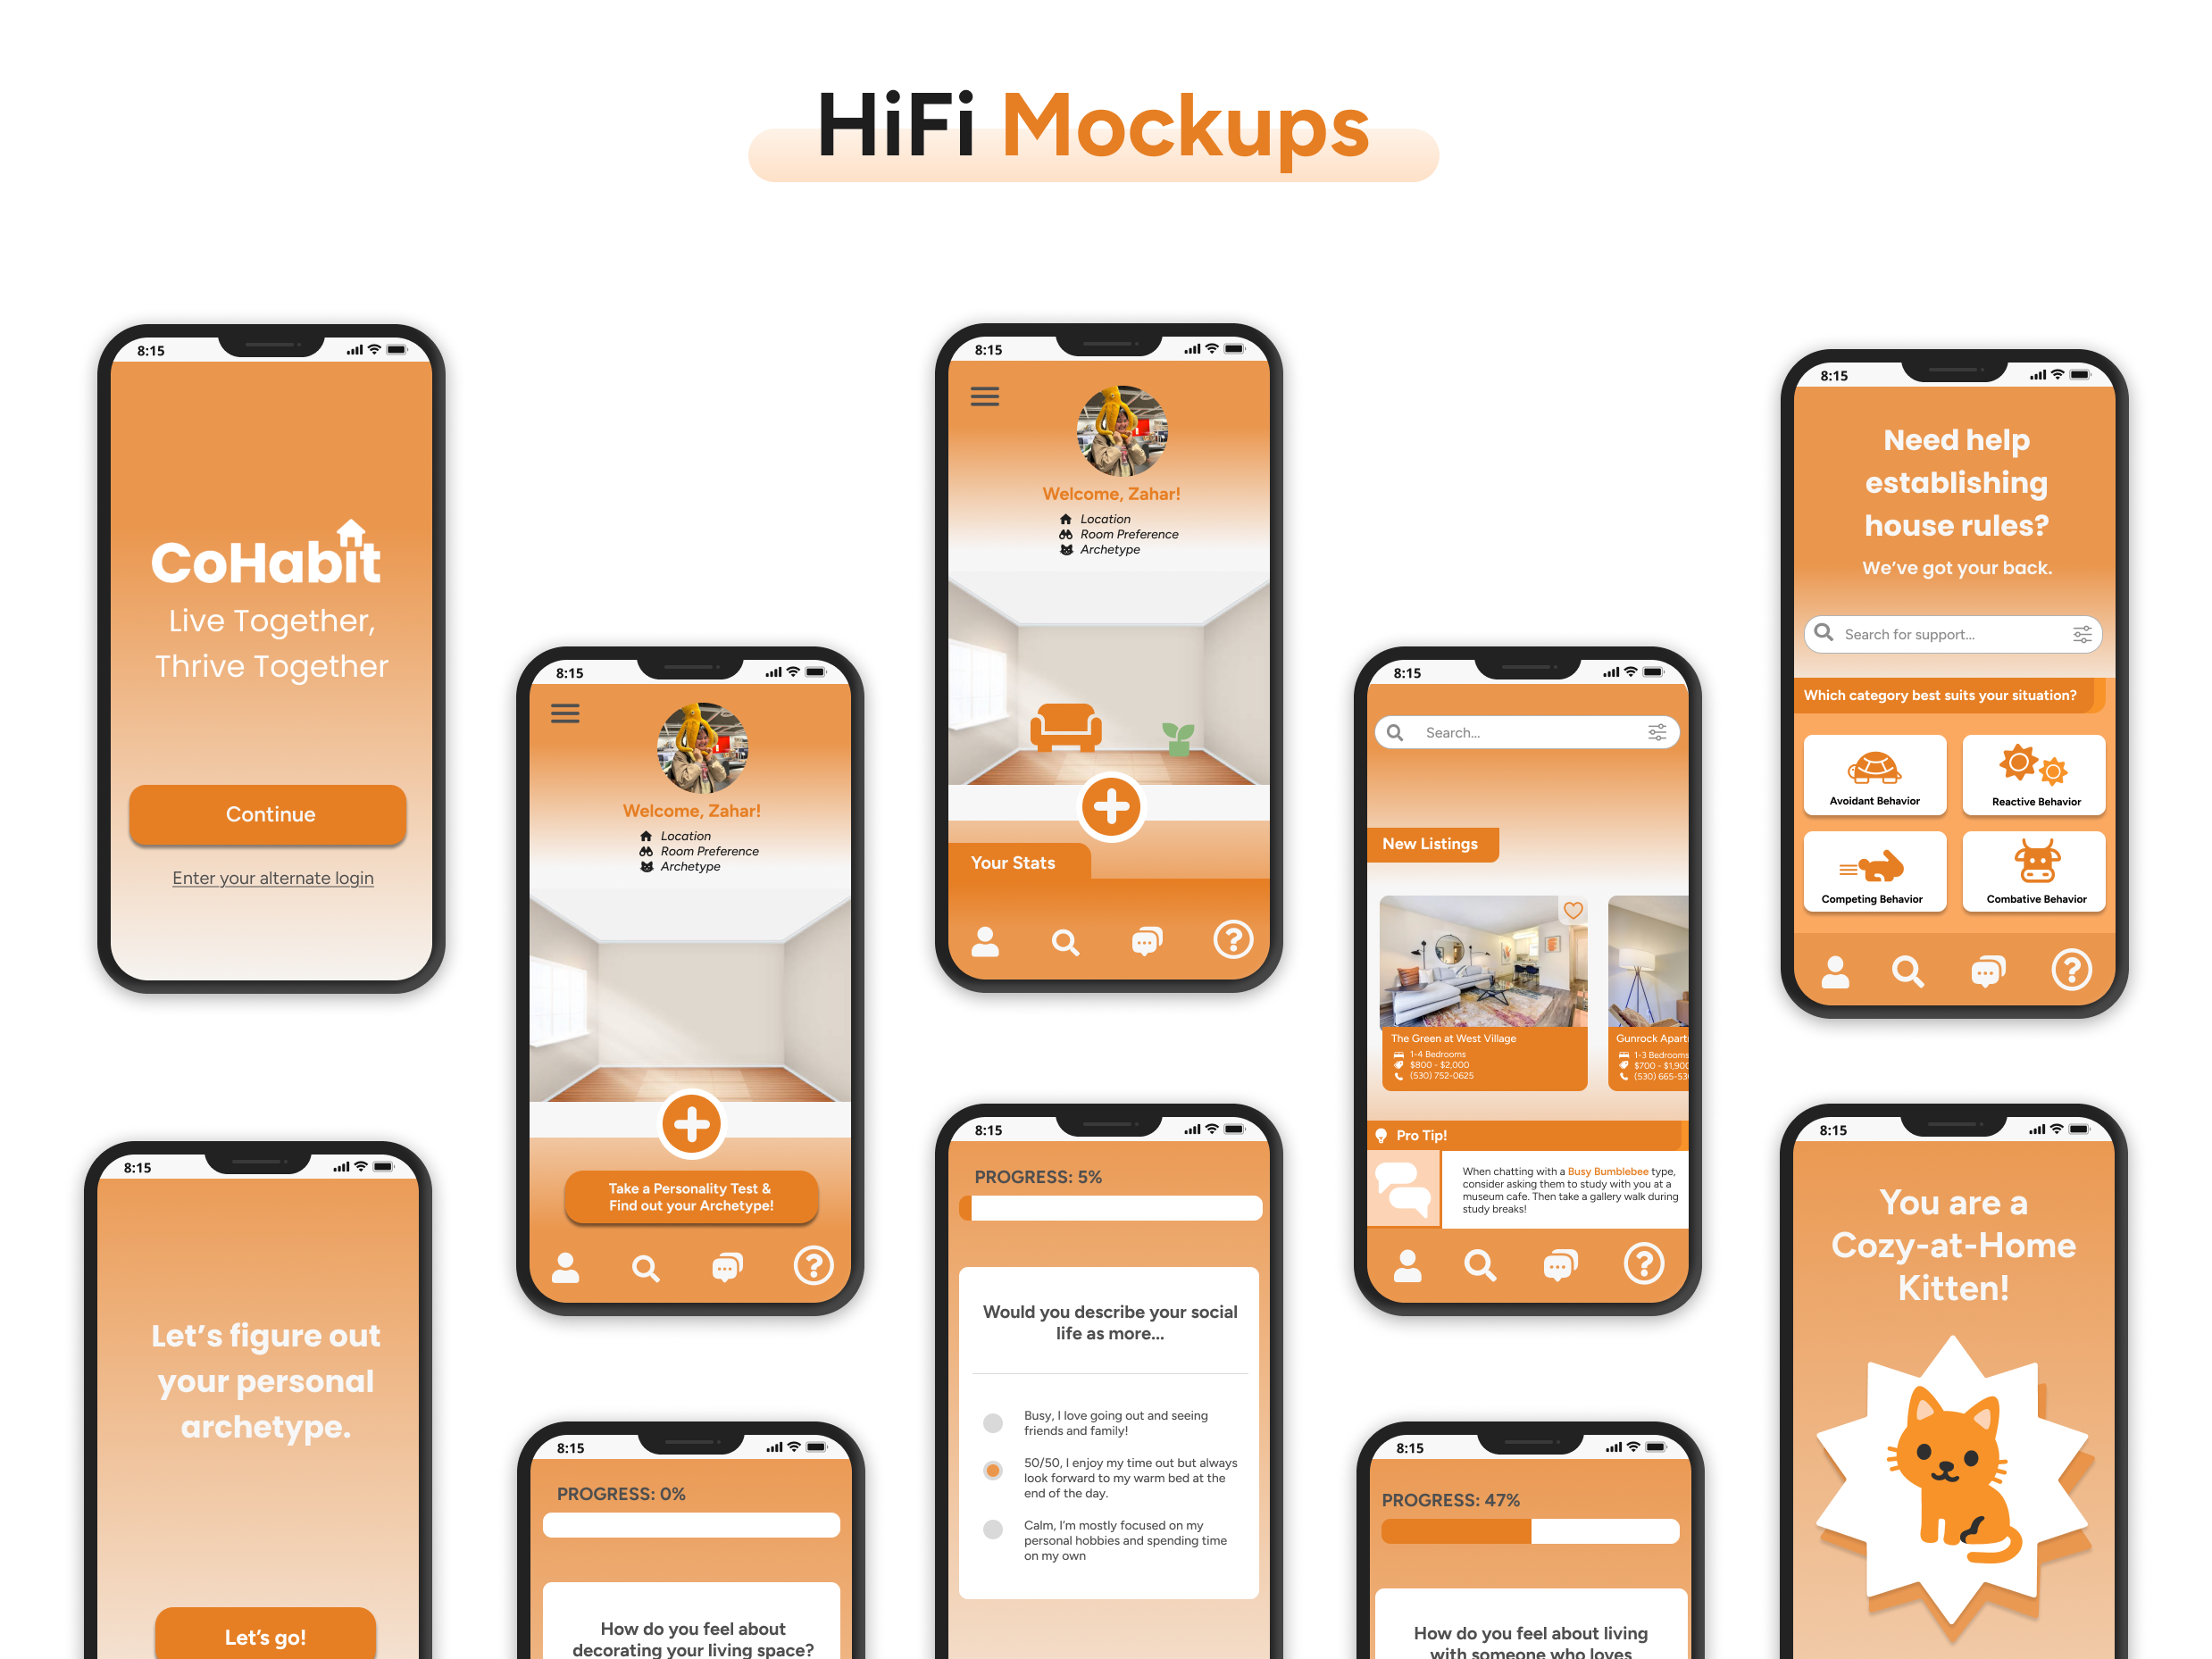 HiFi Mockups
8:15
CoHabit
Live Together,
Thrive Together
Continue
Enter your alternate login
8:15
Welcome, Zahar!
Location
Room Preference
Archetype
Take a Personality Test &
Find out your Archetype!
8:15
Welcome, Zahar!
Location
Room Preference
Archetype
Your Stats
8:15
Search...
New Listings
The Green at West Village
1-4 Bedrooms
$800 - $2,000
(530) 752-0625
Gunrock Apart
1-3 Bedrooms
$700 - $1,900
(530) 665-53
Pro Tip!
When chatting with a Busy Bumblebee type,
consider asking them to study with you at a
museum cafe. Then take a gallery walk during
study breaks!
8:15
Need help
establishing
house rules?
We've got your back.
Search for support...
Which category best suits your situation?
Avoidant Behavior
Reactive Behavior
Competing Behavior
Combative Behavior
8:15
Let's figure out
your personal
archetype.
Let's go!
8:15
PROGRESS: 0%
How do you feel about
decorating your living space?
8:15
PROGRESS: 5%
Would you describe your social
life as more...
Busy, I love going out and seeing
friends and family!
50/50, I enjoy my time out but always
look forward to my warm bed at the
end of the day.
Calm, I'm mostly focused on my
personal hobbies and spending time
on my own
8:15
PROGRESS: 47%
How do you feel about living
with someone who loves
8:15
You are a
Cozy-at-Home
Kitten!